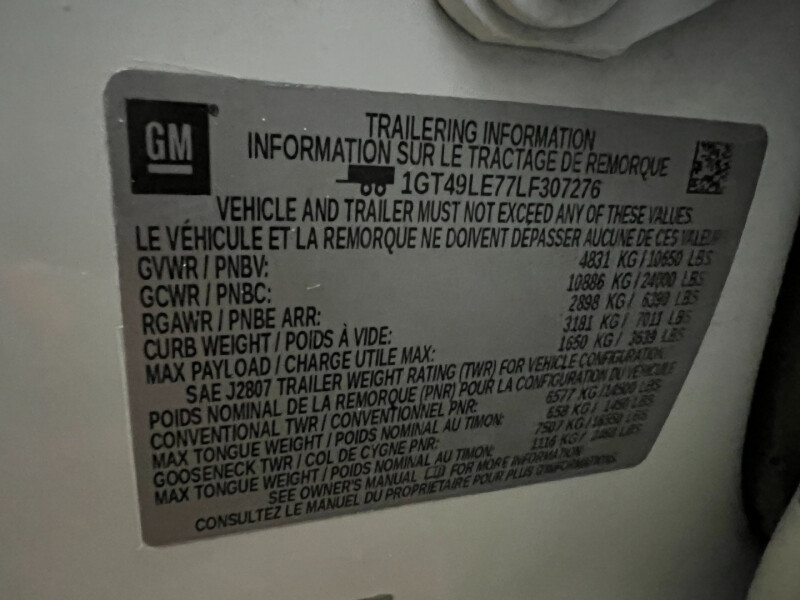 GM
TRAILERING INFORMATION
INFORMATION SUR LE TRACTAGE DE REMORQUE
1GT49LE77LF307276
VEHICLE AND TRAILER MUST NOT EXCEED ANY OF THESE VALUES.
LE VÉHICULE ET LA REMORQUE NE DOIVENT DÉPASSER AUCUNE DE CES VALEUR
GVWR / PNBV: 4831 KG / 10650 LBS
GCWR / PNBC: 10886 KG / 24000 LBS
RGAWR / PNBE ARR: 2898 KG / 6390 LBS
CURB WEIGHT / POIDS À VIDE: 3181 KG / 7011 LBS
MAX PAYLOAD / CHARGE UTILE MAX: 1650 KG / 3639 LBS
SAE J2807 TRAILER WEIGHT RATING (TWR) FOR VEHICLE CONFIGURATION:
POIDS NOMINAL DE LA REMORQUE (PNR) POUR LA CONFIGURATION DU VÉHICULE
CONVENTIONAL TWR / CONVENTIONNEL PNR: 6577 KG / 14500 LBS
MAX TONGUE WEIGHT / POIDS NOMINAL AU TIMON: 658 KG / 1450 LBS
GOOSENECK TWR / COL DE CYGNE PNR: 7507 KG / 16550 LBS
MAX TONGUE WEIGHT / POIDS NOMINAL AU TIMON: 1116 KG / 2460 LBS
SEE OWNER'S MANUAL FOR MORE INFORMATION.
CONSULTEZ LE MANUEL DU PROPRIETAIRE POUR PLUS D'INFORMATIONS.